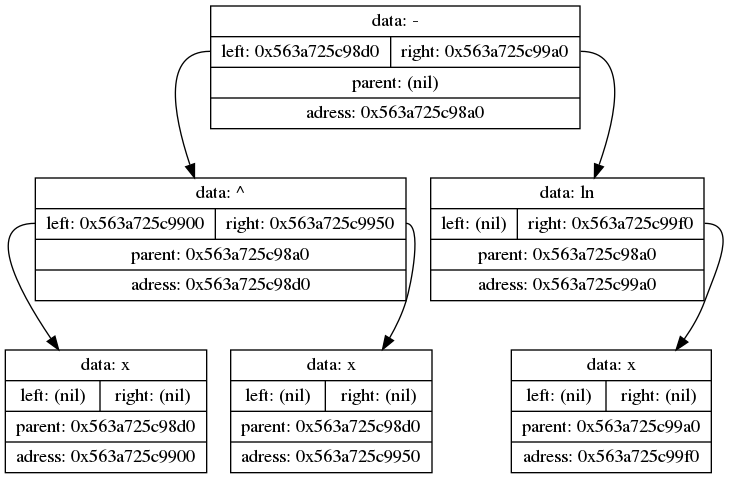 data: -
left: 0x563a725c98d0 right: 0x563a725c99a0
parent: (nil)
adress: 0x563a725c98a0
data: ^
left: 0x563a725c9900 right: 0x563a725c9950
parent: 0x563a725c98a0
adress: 0x563a725c98d0
data: ln
left: (nil) right: 0x563a725c99f0
parent: 0x563a725c98a0
adress: 0x563a725c99a0
data: x
left: (nil) right: (nil)
parent: 0x563a725c98d0
adress: 0x563a725c9900
data: x
left: (nil) right: (nil)
parent: 0x563a725c98d0
adress: 0x563a725c9950
data: x
left: (nil) right: (nil)
parent: 0x563a725c99a0
adress: 0x563a725c99f0